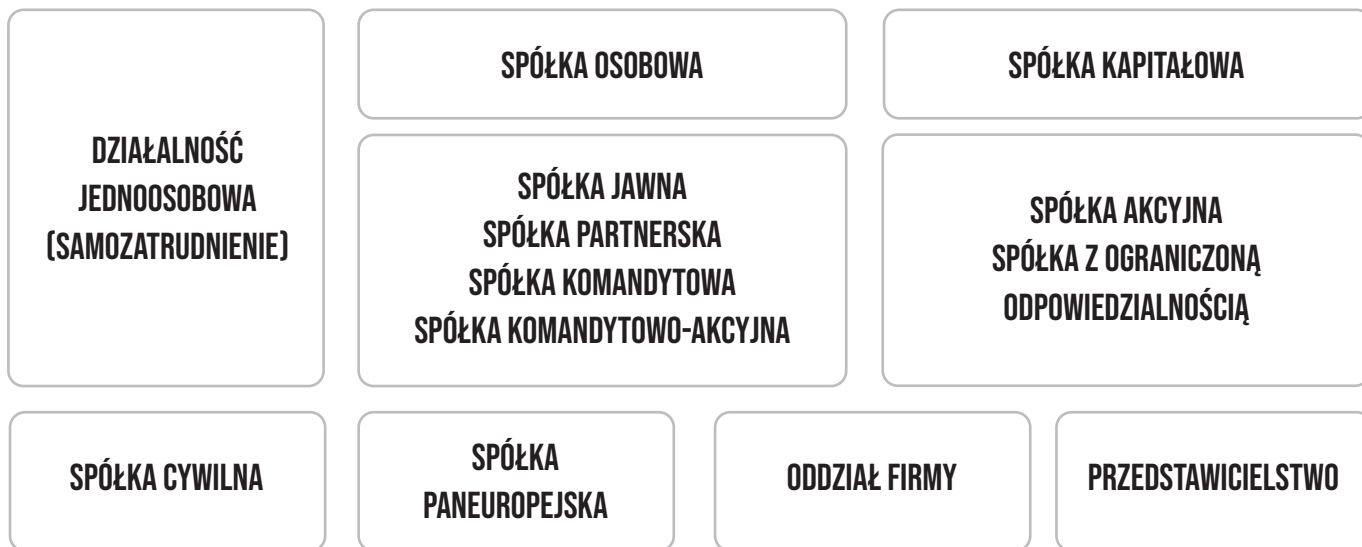 DZIAŁALNOŚĆ
JEDNOOSOBOWA
(SAMOZATRUDNIENIE)
SPÓŁKA OSOBOWA
SPÓŁKA KAPITAŁOWA
SPÓŁKA JAWNA
SPÓŁKA PARTNERSKA
SPÓŁKA KOMANDYTOWA
SPÓŁKA KOMANDYTOWO-AKCYJNA
SPÓŁKA AKCYJNA
SPÓŁKA Z OGRANICZONĄ
ODPOWIEDZIALNOŚCIĄ
SPÓŁKA CYWILNA
SPÓŁKA
PANEUROPEJSKA
ODDZIAŁ FIRMY
PRZEDSTAWICIELSTWO